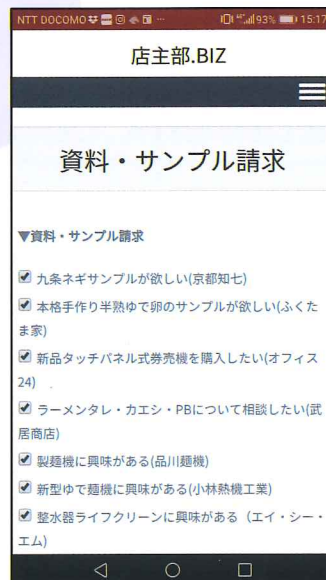 NTT DOCOMO
93% 15:17
店主部.BIZ
資料・サンプル請求
▼資料・サンプル請求
九条ネギサンプルが欲しい(京都知七)
本格手作り半熟ゆで卵のサンプルが欲しい(ふくた
ま家)
新品タッチパネル式券売機を購入したい(オフィス
24)
ラーメンタレ・カエシ・PBについて相談したい(武
居商店)
製麺機に興味がある(品川麺機)
新型ゆで麺機に興味がある(小林熱機工業)
整水器ライフクリーンに興味がある（エイ・シー・
エム)